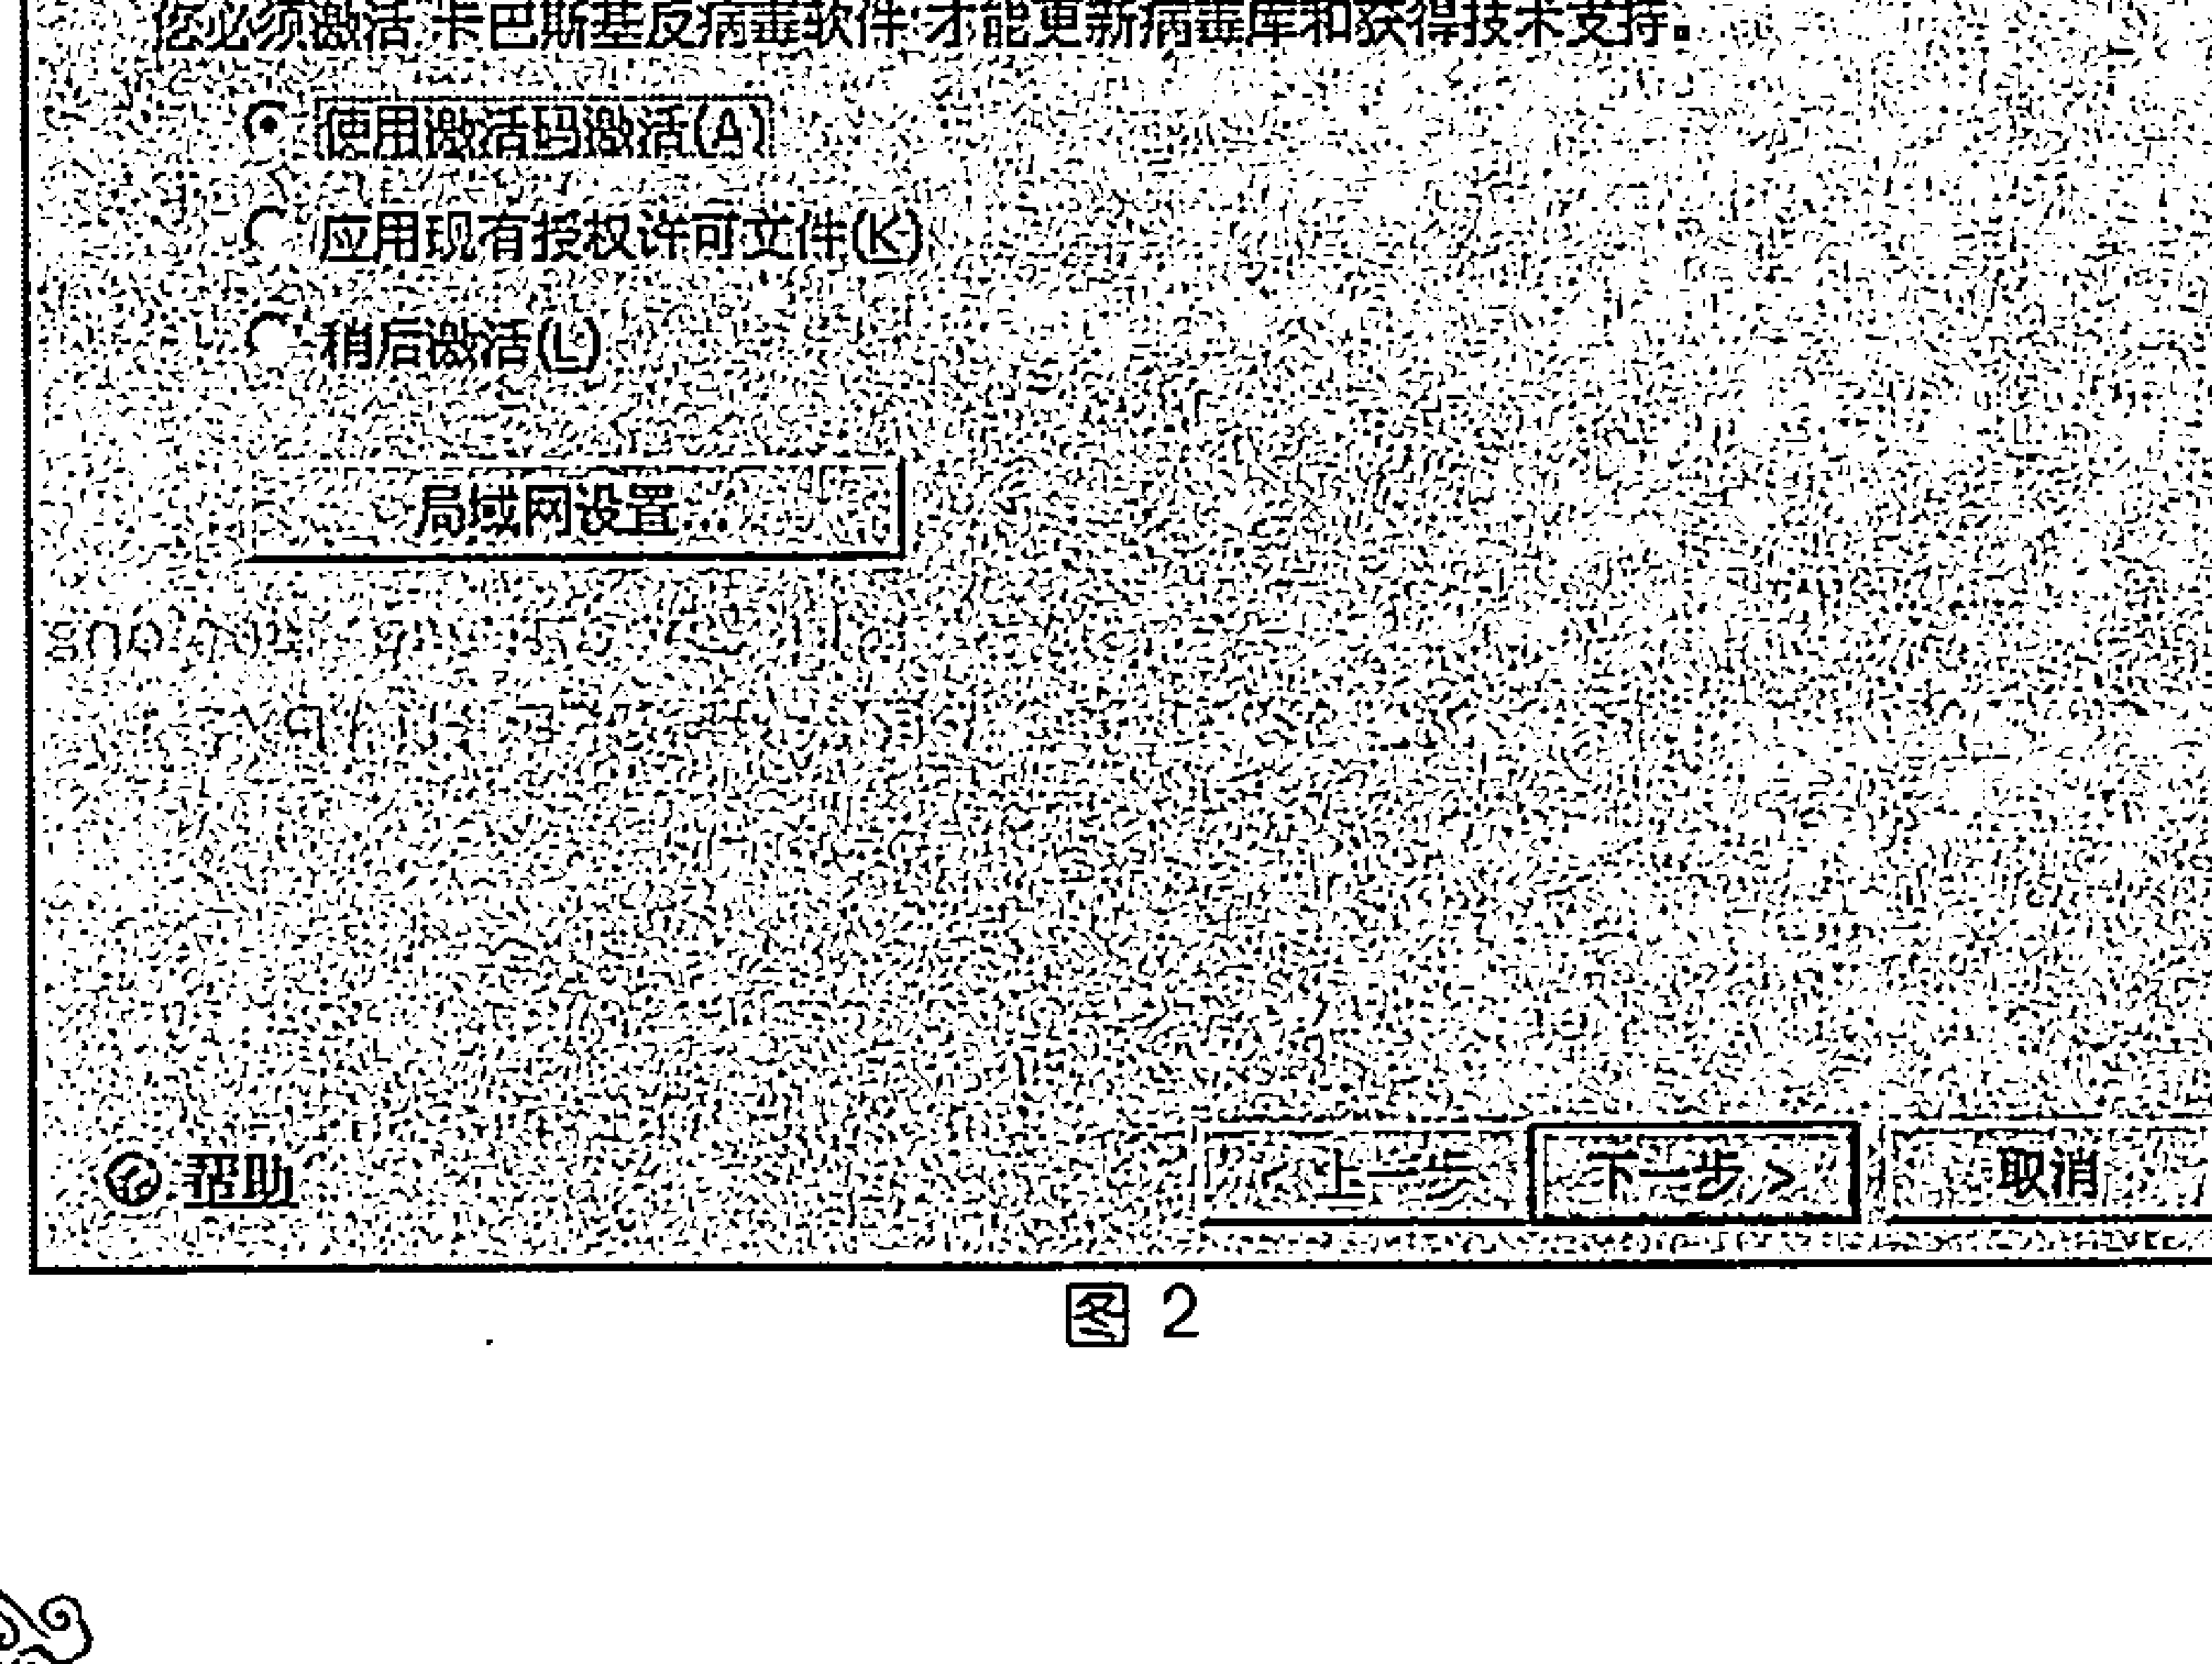 您必须激活 卡巴斯基反病毒软件 才能更新病毒库和获得技术支持。
使用激活码激活(A)
应用现有授权许可文件(K)
稍后激活(L)
局域网设置...
帮助
< 上一步
下一步 >
取消
图 2